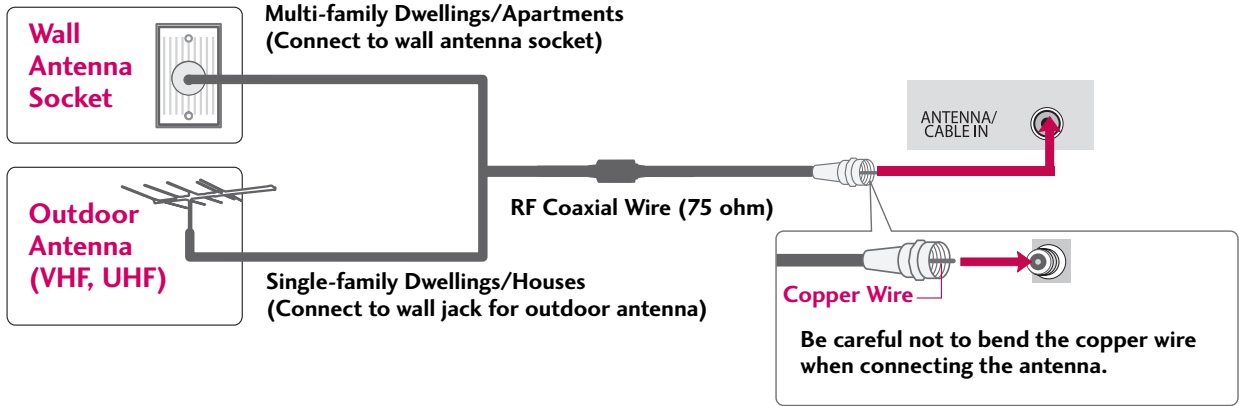 Wall
Antenna
Socket
Multi-family Dwellings/Apartments
(Connect to wall antenna socket)
ANTENNA/
CABLE IN
RF Coaxial Wire (75 ohm)
Outdoor
Antenna
(VHF, UHF)
Single-family Dwellings/Houses
(Connect to wall jack for outdoor antenna)
Copper Wire
Be careful not to bend the copper wire
when connecting the antenna.